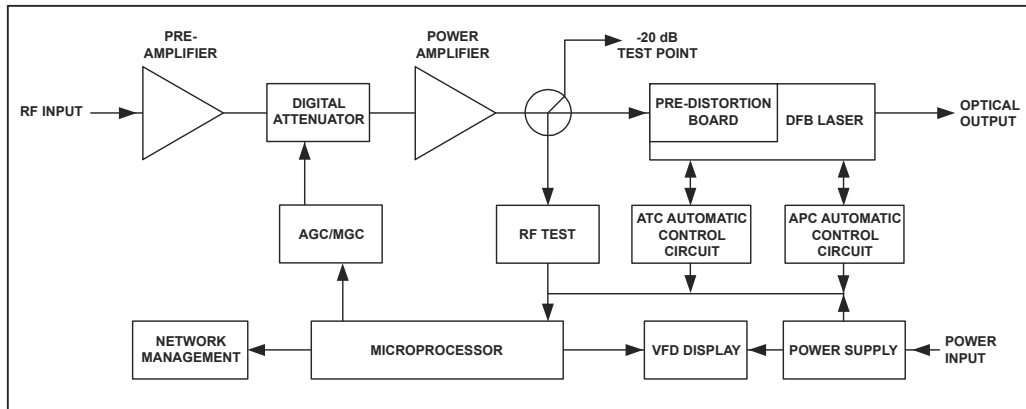 PRE-
AMPLIFIER
POWER
AMPLIFIER
-20 dB
TEST POINT
RF INPUT
DIGITAL
ATTENUATOR
PRE-DISTORTION
BOARD
DFB LASER
OPTICAL
OUTPUT
AGC/MGC
RF TEST
ATC AUTOMATIC
CONTROL
CIRCUIT
APC AUTOMATIC
CONTROL
CIRCUIT
NETWORK
MANAGEMENT
MICROPROCESSOR
VFD DISPLAY
POWER SUPPLY
POWER
INPUT